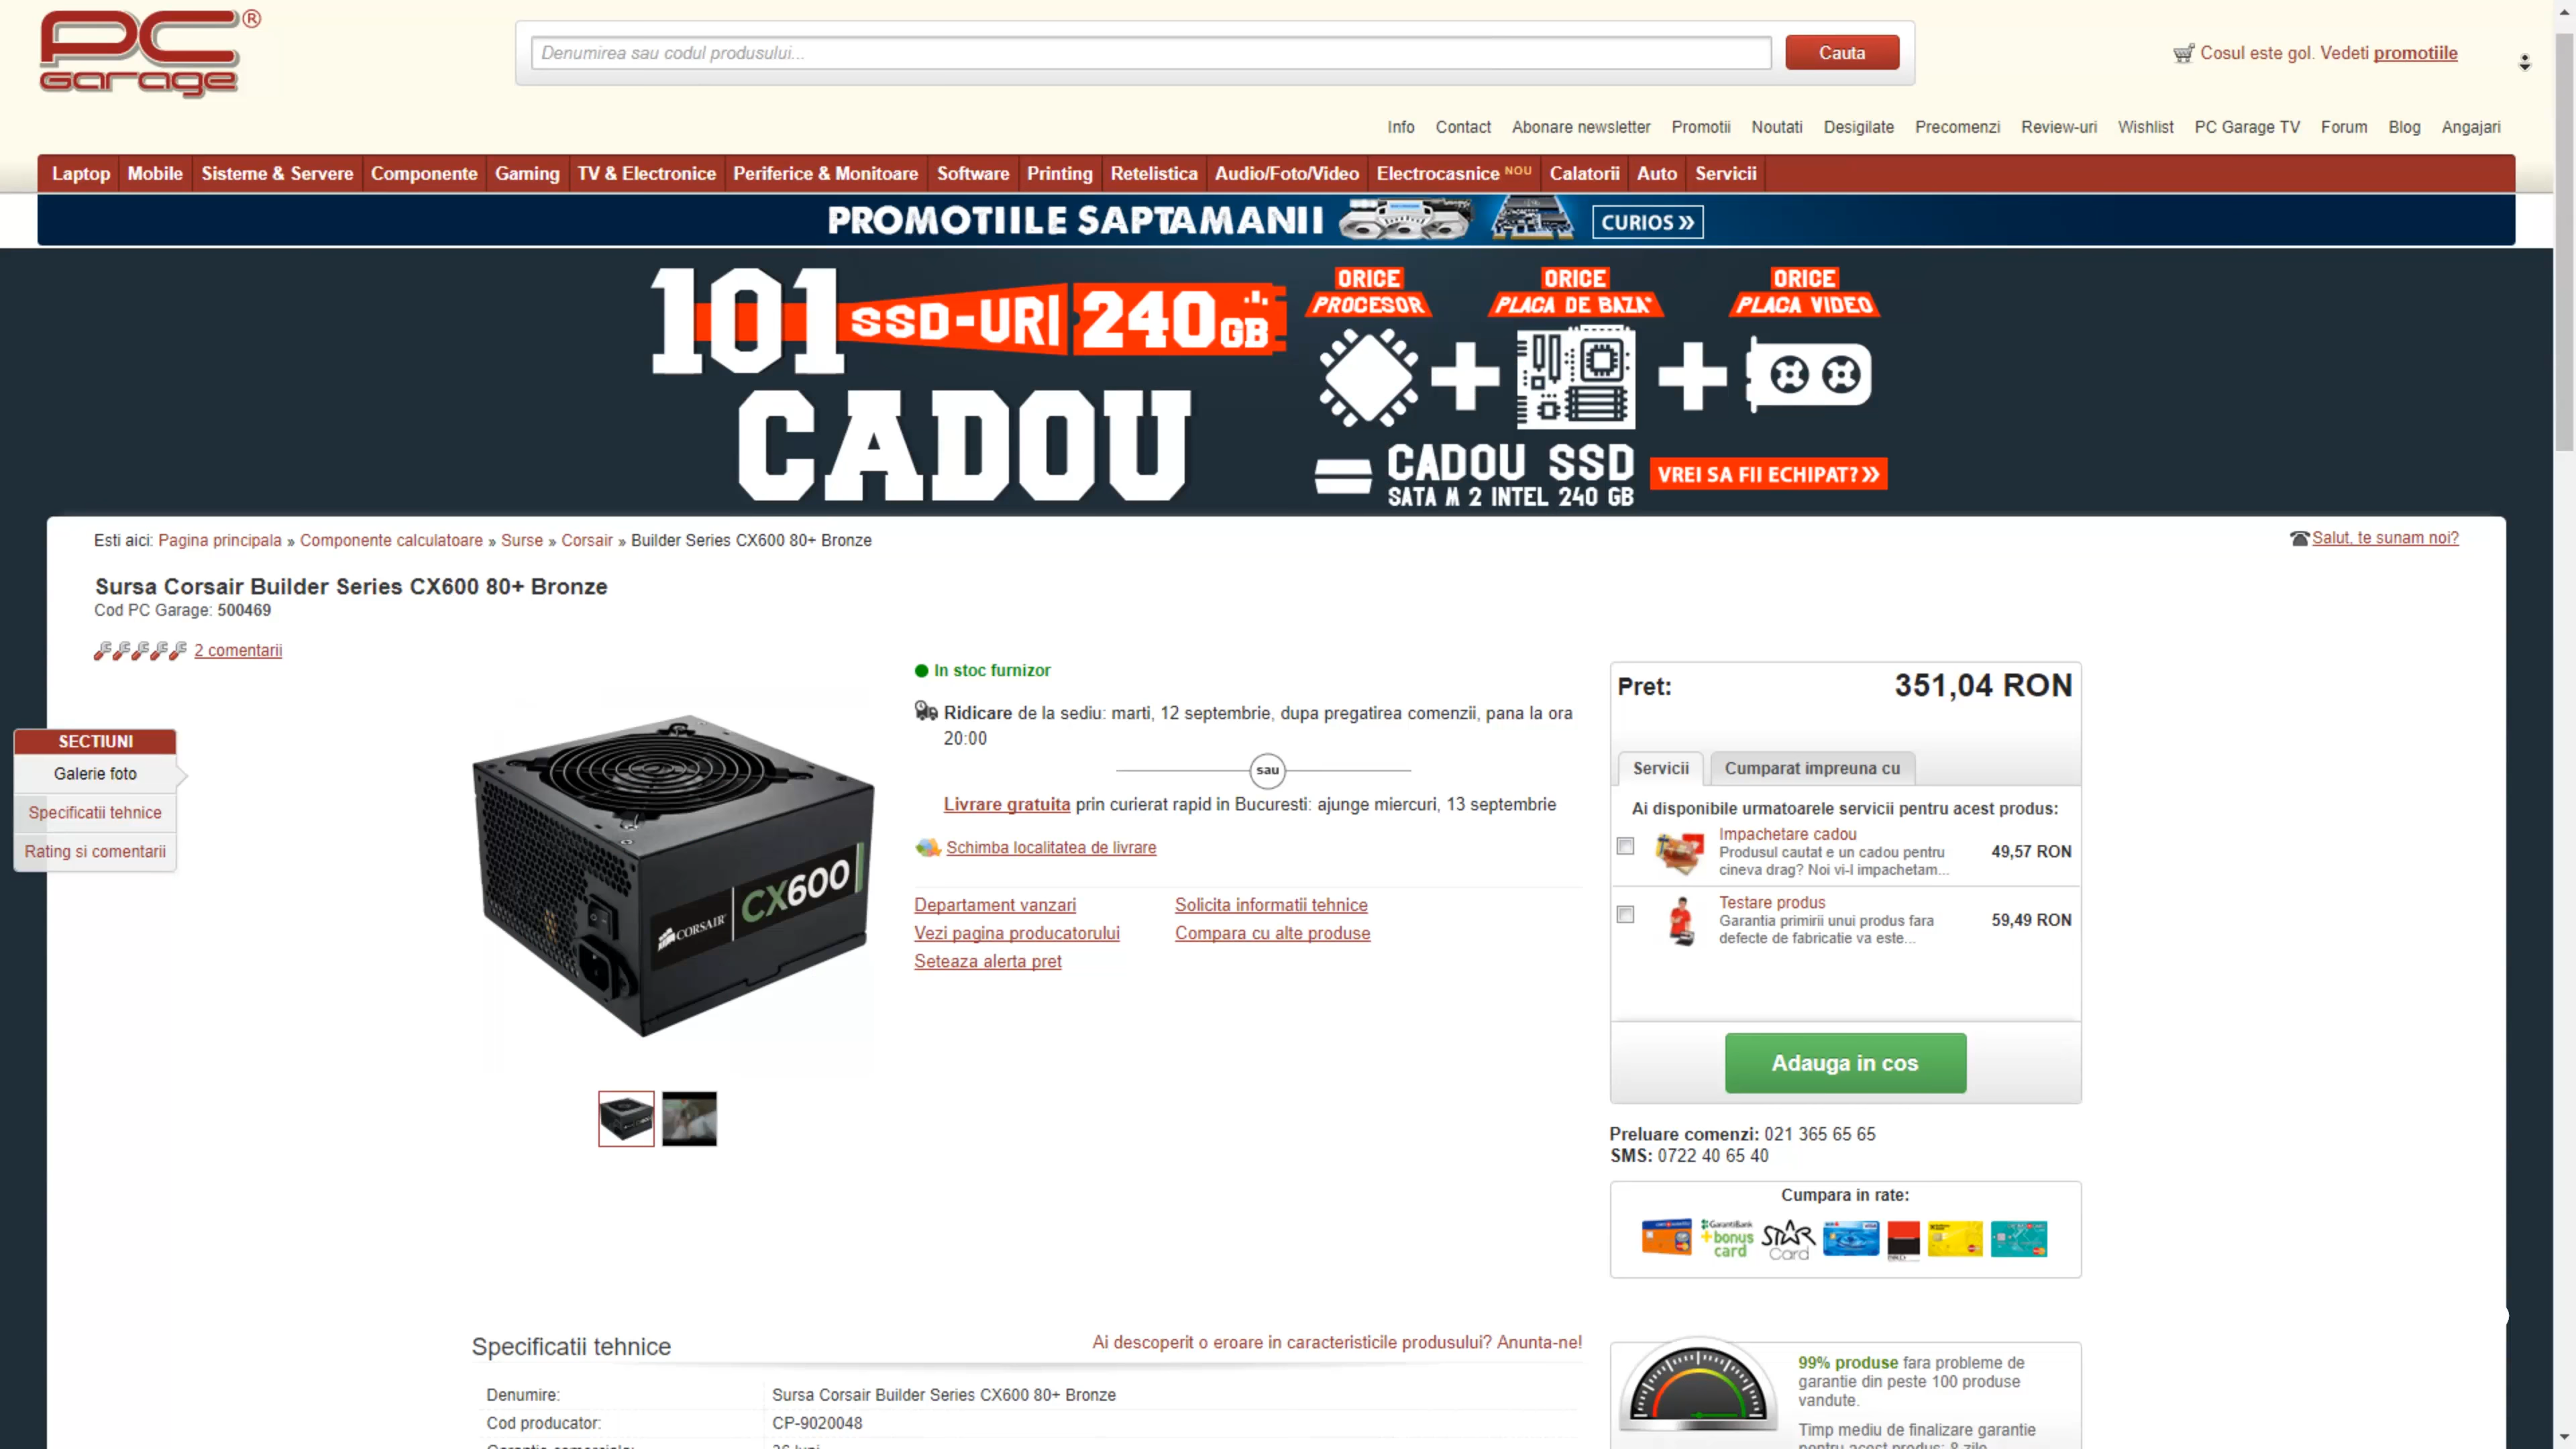 PC ®
Garage
Denumirea sau codul produsului...
Cauta
Cosul este gol. Vedeti promotiile
Info Contact Abonare newsletter Promotii Noutati Desigilate Precomenzi Review-uri Wishlist PC Garage TV Forum Blog Angajari
Laptop Mobile Sisteme & Servere Componente Gaming TV & Electronice Periferice & Monitoare Software Printing Retelistica Audio/Foto/Video Electrocasnice NOU Calatorii Auto Servicii
PROMOTIILE SAPTAMANII CURIOS »
101 SSD-URI 240GB
CADOU
ORICE PROCESOR
ORICE PLACA DE BAZA*
ORICE PLACA VIDEO
CADOU SSD
SATA M 2 INTEL 240 GB
VREI SA FII ECHIPAT? »
Esti aici: Pagina principala » Componente calculatoare » Surse » Corsair » Builder Series CX600 80+ Bronze
Salut, te sunam noi?
Sursa Corsair Builder Series CX600 80+ Bronze
Cod PC Garage: 500469
2 comentarii
SECTIUNI
Galerie foto
Specificatii tehnice
Rating si comentarii
CORSAIR CX600
In stoc furnizor
Ridicare de la sediu: marti, 12 septembrie, dupa pregatirea comenzii, pana la ora
20:00
sau
Livrare gratuita prin curierat rapid in Bucuresti: ajunge miercuri, 13 septembrie
Schimba localitatea de livrare
Departament vanzari Solicita informatii tehnice
Vezi pagina producatorului Compara cu alte produse
Seteaza alerta pret
Pret: 351,04 RON
Servicii Cumparat impreuna cu
Ai disponibile urmatoarele servicii pentru acest produs:
Impachetare cadou
Produsul cautat e un cadou pentru
cineva drag? Noi vi-l impachetam...
49,57 RON
Testare produs
Garantia primirii unui produs fara
defecte de fabricatie va este...
59,49 RON
Adauga in cos
Preluare comenzi: 021 365 65 65
SMS: 0722 40 65 40
Cumpara in rate:
GarantiBank
+bonus
card
STAR
Card
Specificatii tehnice
Ai descoperit o eroare in caracteristicile produsului? Anunta-ne!
Denumire: Sursa Corsair Builder Series CX600 80+ Bronze
Cod producator: CP-9020048
99% produse fara probleme de
garantie din peste 100 produse
vandute.
Timp mediu de finalizare garantie
pentru acest produs: 8 zile